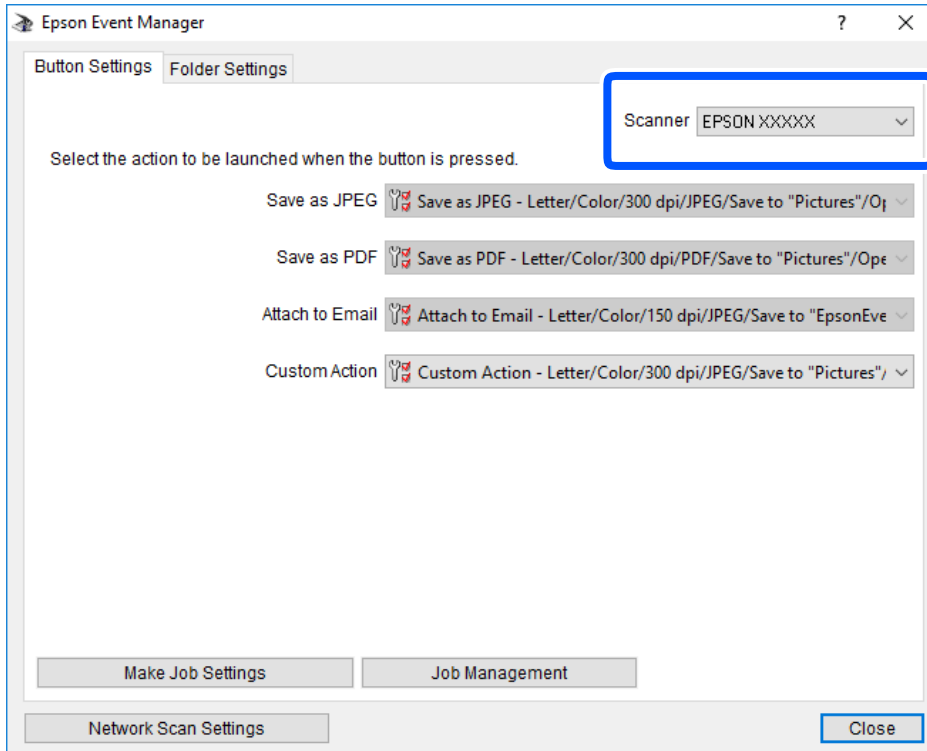 Epson Event Manager
?
Button Settings Folder Settings
Scanner EPSON XXXXX
Select the action to be launched when the button is pressed.
Save as JPEG Save as JPEG - Letter/Color/300 dpi/JPEG/Save to "Pictures"/Op
Save as PDF Save as PDF - Letter/Color/300 dpi/PDF/Save to "Pictures"/Ope
Attach to Email Attach to Email - Letter/Color/150 dpi/JPEG/Save to "EpsonEve
Custom Action Custom Action - Letter/Color/300 dpi/JPEG/Save to "Pictures"/
Make Job Settings Job Management
Network Scan Settings Close